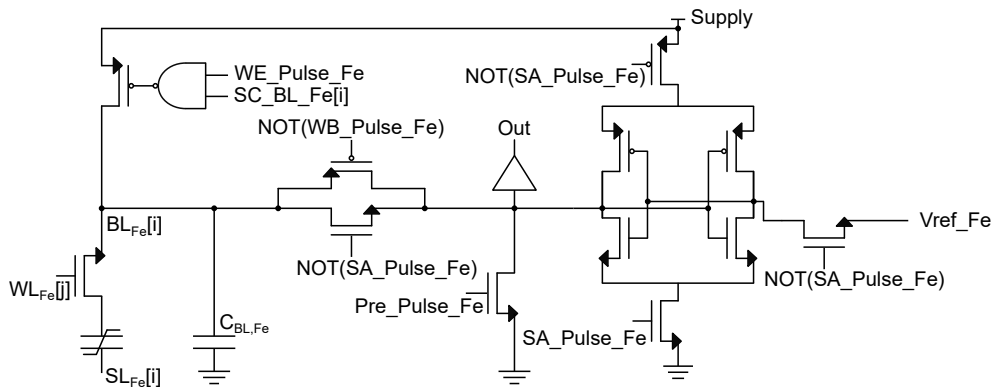 Supply
WE_Pulse_Fe
SC_BL_Fe[i]
NOT(SA_Pulse_Fe)
NOT(WB_Pulse_Fe)
Out
BL_Fe[i]
Vref_Fe
NOT(SA_Pulse_Fe)
NOT(SA_Pulse_Fe)
WL_Fe[j]
Pre_Pulse_Fe
C_BL,Fe
SA_Pulse_Fe
SL_Fe[i]